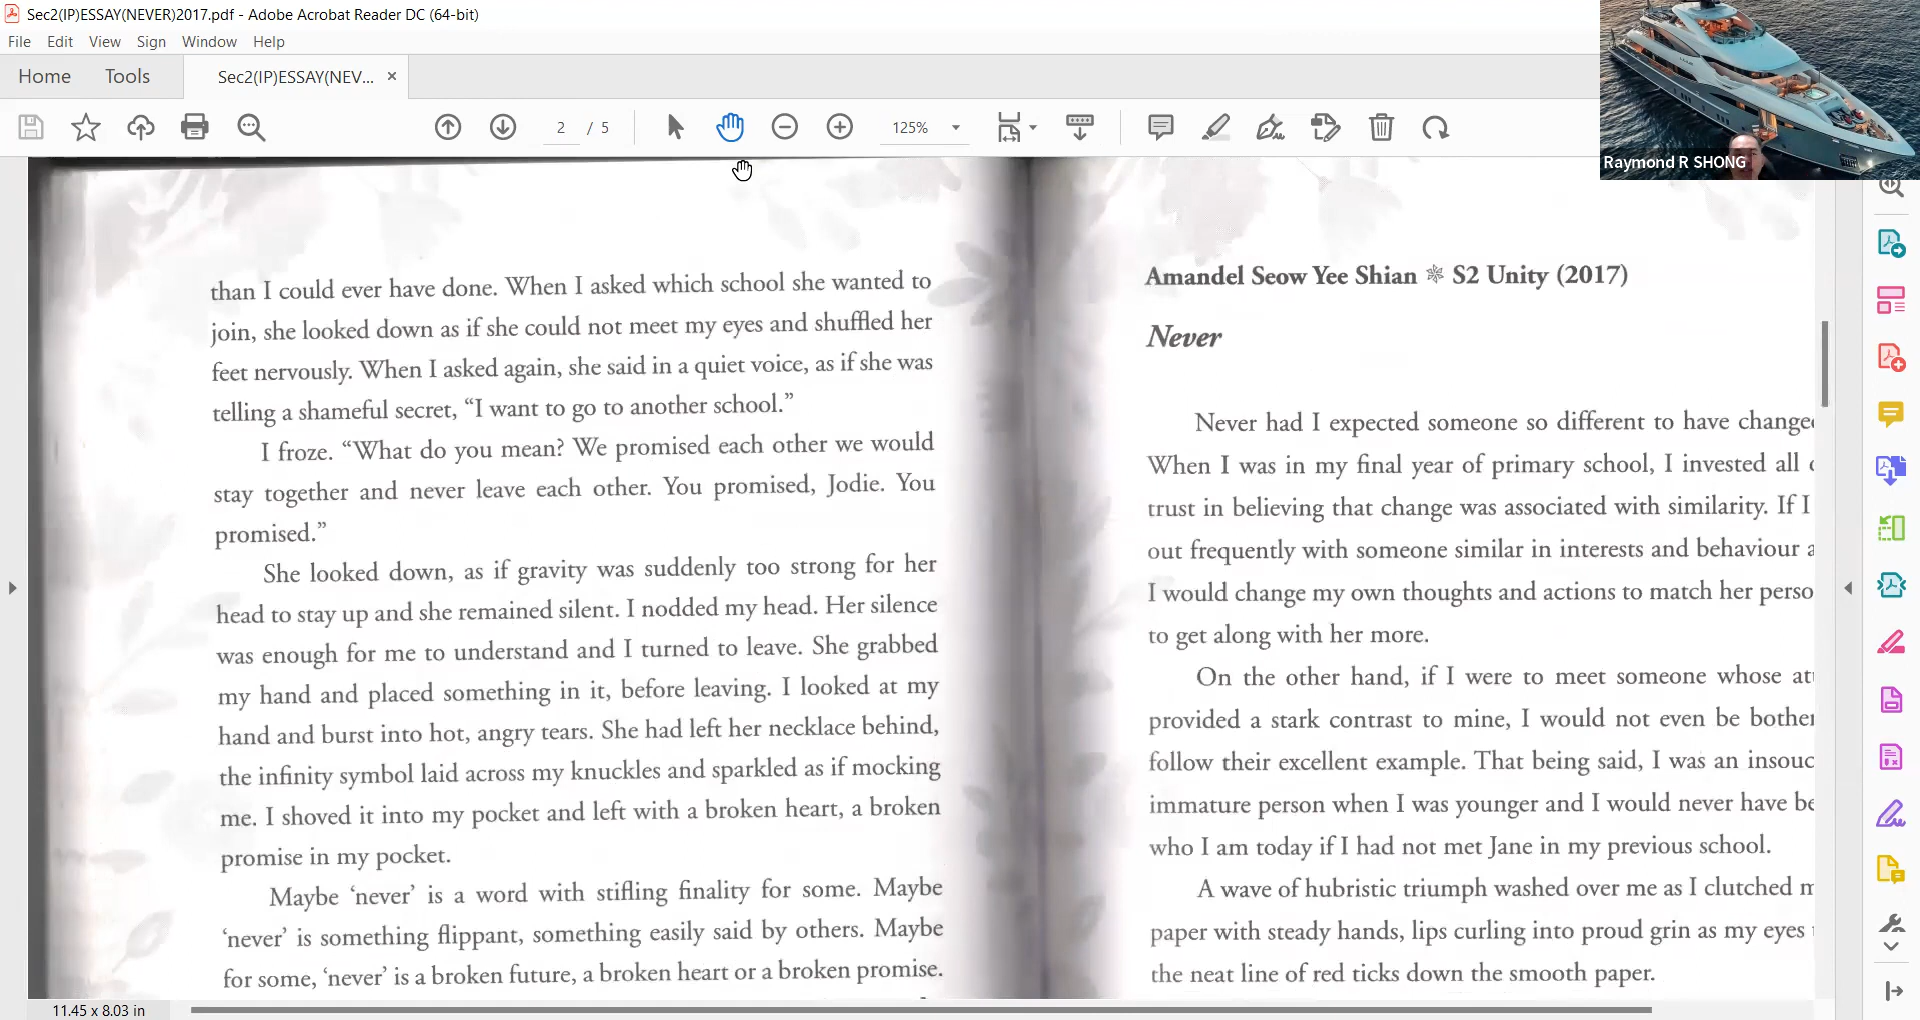 Sec2(IP)ESSAY(NEVER)2017.pdf - Adobe Acrobat Reader DC (64-bit)
File Edit View Sign Window Help
Home Tools Sec2(IP)ESSAY(NEV... ×
2 / 5 125%
Raymond R SHONG
than I could ever have done. When I asked which school she wanted to
join, she looked down as if she could not meet my eyes and shuffled her
feet nervously. When I asked again, she said in a quiet voice, as if she was
telling a shameful secret, “I want to go to another school.”
I froze. “What do you mean? We promised each other we would
stay together and never leave each other. You promised, Jodie. You
promised.”
She looked down, as if gravity was suddenly too strong for her
head to stay up and she remained silent. I nodded my head. Her silence
was enough for me to understand and I turned to leave. She grabbed
my hand and placed something in it, before leaving. I looked at my
hand and burst into hot, angry tears. She had left her necklace behind,
the infinity symbol laid across my knuckles and sparkled as if mocking
me. I shoved it into my pocket and left with a broken heart, a broken
promise in my pocket.
Maybe ‘never’ is a word with stifling finality for some. Maybe
‘never’ is something flippant, something easily said by others. Maybe
for some, ‘never’ is a broken future, a broken heart or a broken promise.
Amandel Seow Yee Shian ❊ S2 Unity (2017)
Never
Never had I expected someone so different to have change
When I was in my final year of primary school, I invested all
trust in believing that change was associated with similarity. If I
out frequently with someone similar in interests and behaviour
I would change my own thoughts and actions to match her perso
to get along with her more.
On the other hand, if I were to meet someone whose at
provided a stark contrast to mine, I would not even be bother
follow their excellent example. That being said, I was an insouc
immature person when I was younger and I would never have be
who I am today if I had not met Jane in my previous school.
A wave of hubristic triumph washed over me as I clutched
paper with steady hands, lips curling into proud grin as my eyes
the neat line of red ticks down the smooth paper.
11.45 x 8.03 in